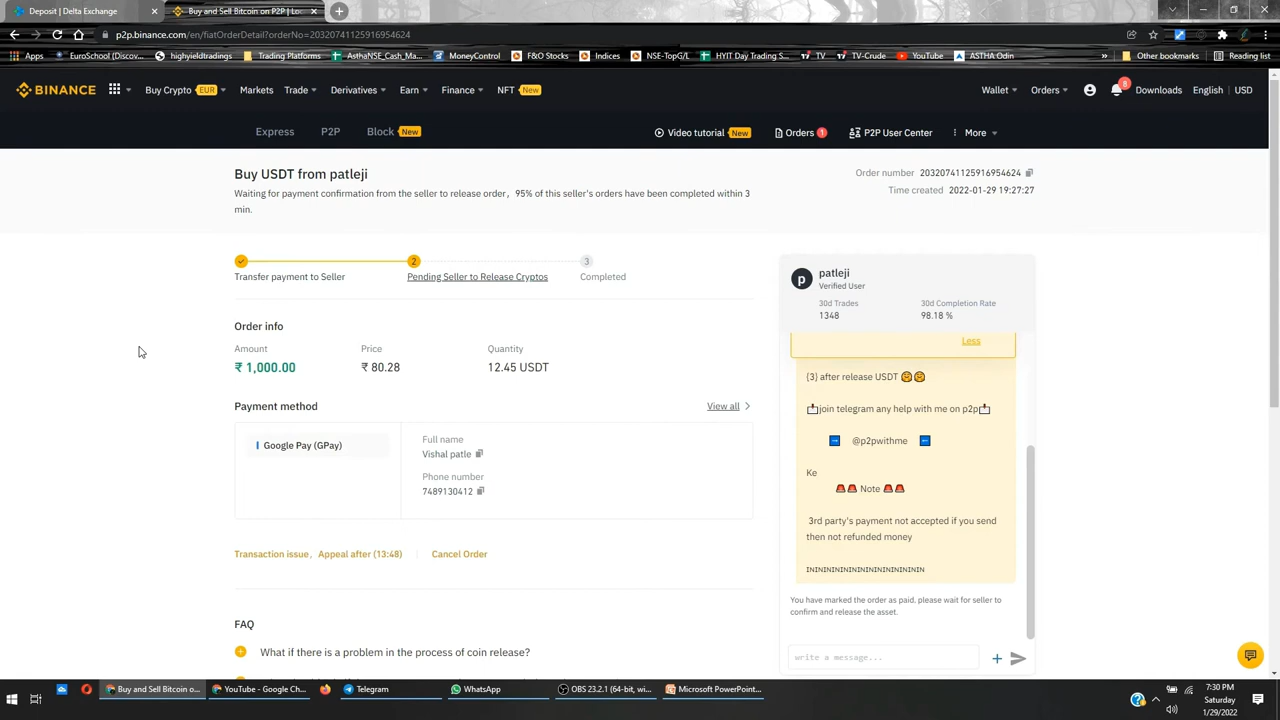 Deposit | Delta Exchange
Buy and Sell Bitcoin on P2P | Lo
p2p.binance.com/en/fiatOrderDetail?orderNo=20320741125916954624
Apps
EuroSchool (Discov...
highyieldtradings
Trading Platforms
AsthaNSE_Cash_Ma...
MoneyControl
F&O Stocks
Indices
NSE-TopG/L
HYIT Day Trading S...
TV
TV-Crude
YouTube
ASTHA Odin
»
Other bookmarks
Reading list
BINANCE
Buy Crypto EUR
Markets
Trade
Derivatives
Earn
Finance
NFT New
Wallet
Orders
8
Downloads
English
USD
Express
P2P
Block New
Video tutorial New
Orders 1
P2P User Center
More
Buy USDT from patleji
Waiting for payment confirmation from the seller to release order, 95% of this seller's orders have been completed within 3
min.
Order number 20320741125916954624
Time created 2022-01-29 19:27:27
2
3
Transfer payment to Seller
Pending Seller to Release Cryptos
Completed
Order info
Amount
Price
Quantity
₹ 1,000.00
₹ 80.28
12.45 USDT
Payment method
View all
Google Pay (GPay)
Full name
Vishal patle
Phone number
7489130412
Transaction issue, Appeal after (13:48)
Cancel Order
FAQ
What if there is a problem in the process of coin release?
p
patleji
Verified User
30d Trades
30d Completion Rate
1348
98.18 %
Less
{3} after release USDT
join telegram any help with me on p2p
@p2pwithme
Ke
Note
3rd party's payment not accepted if you send
then not refunded money
ININININININININININININ
You have marked the order as paid, please wait for seller to
confirm and release the asset.
write a message...
Buy and Sell Bitcoin o...
YouTube - Google Ch...
Telegram
WhatsApp
OBS 23.2.1 (64-bit, wi...
Microsoft PowerPoint...
7:30 PM
Saturday
1/29/2022